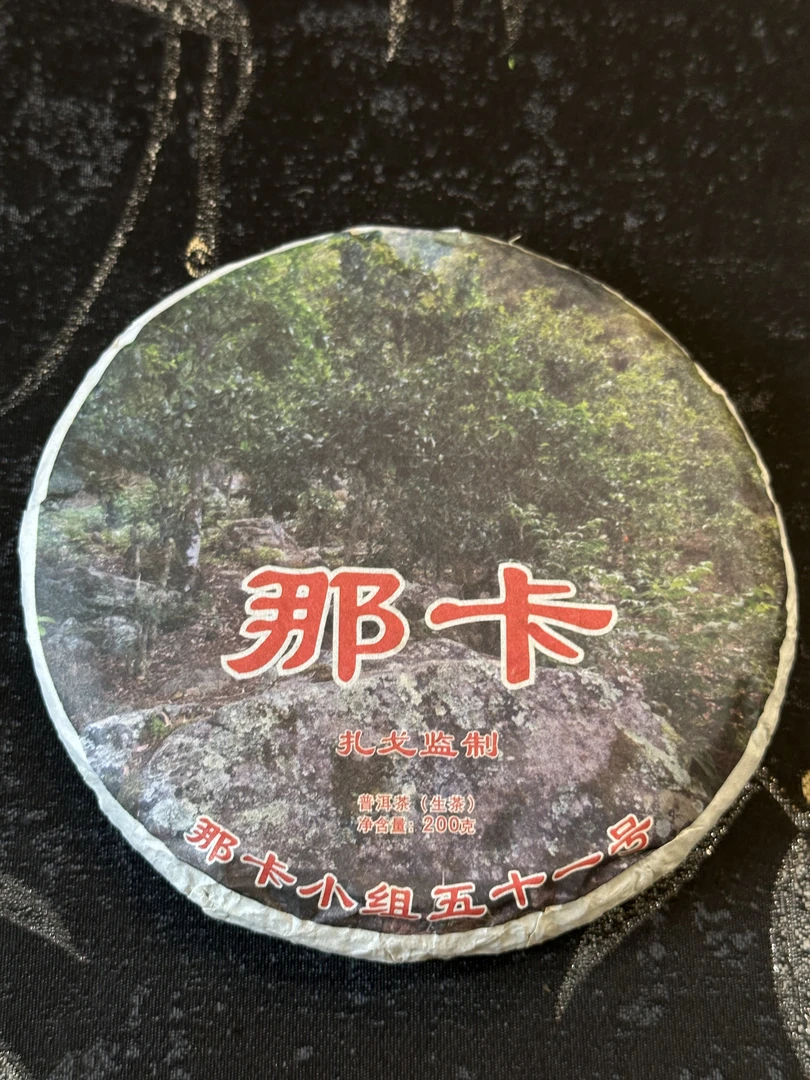 那卡
扎戈监制
普洱茶（生茶）
净含量：200克
那卡小组五十一号